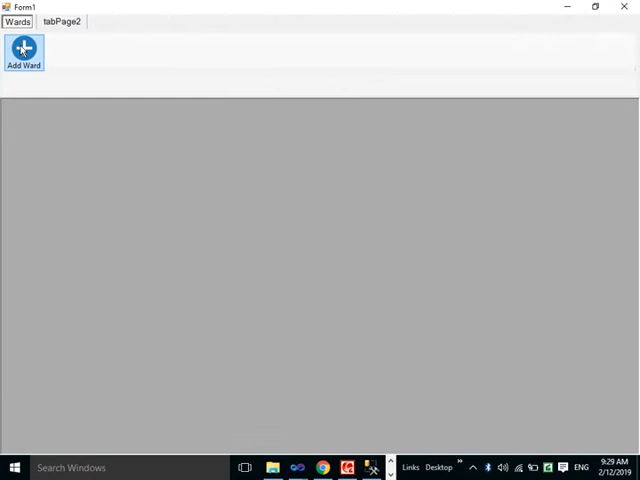 Form1
Wards tabPage2
Add Ward
Search Windows
Links Desktop » ENG
9:29 AM
2/12/2019